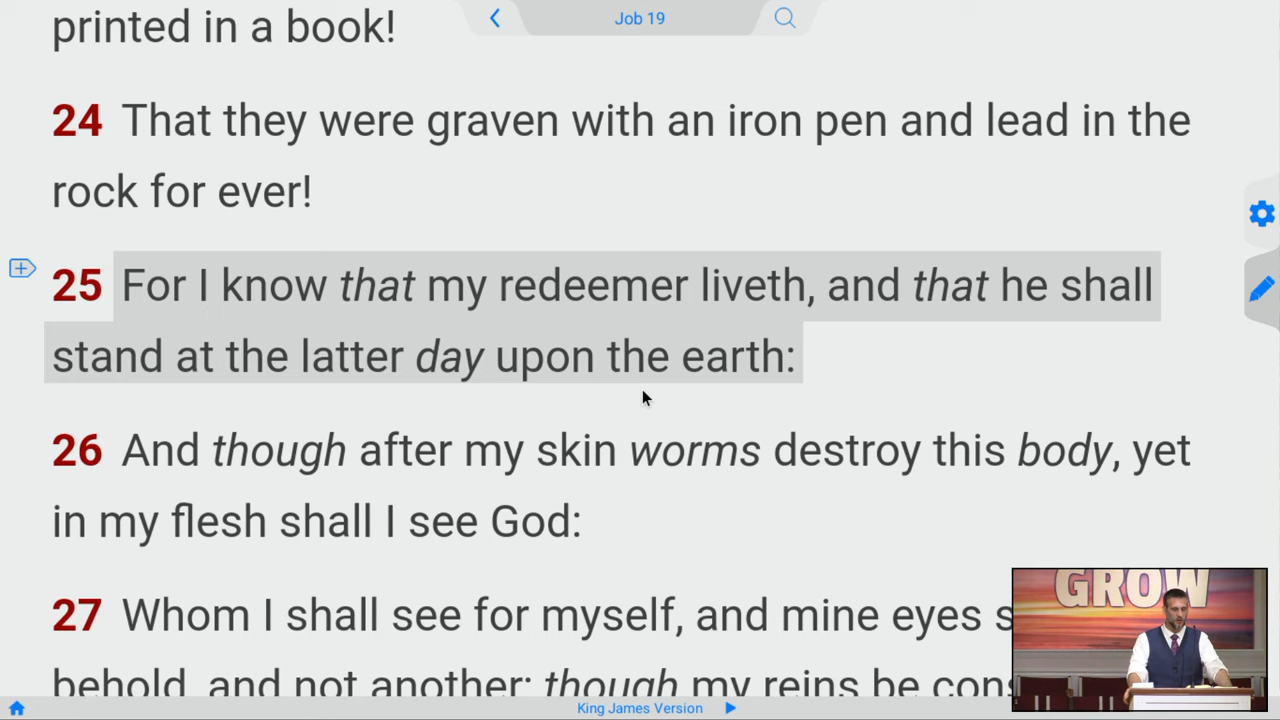 Job 19
printed in a book!
24 That they were graven with an iron pen and lead in the
rock for ever!
25 For I know that my redeemer liveth, and that he shall
stand at the latter day upon the earth:
26 And though after my skin worms destroy this body, yet
in my flesh shall I see God:
27 Whom I shall see for myself, and mine eyes s
behold, and not another; though my reins be cons
GROW
King James Version